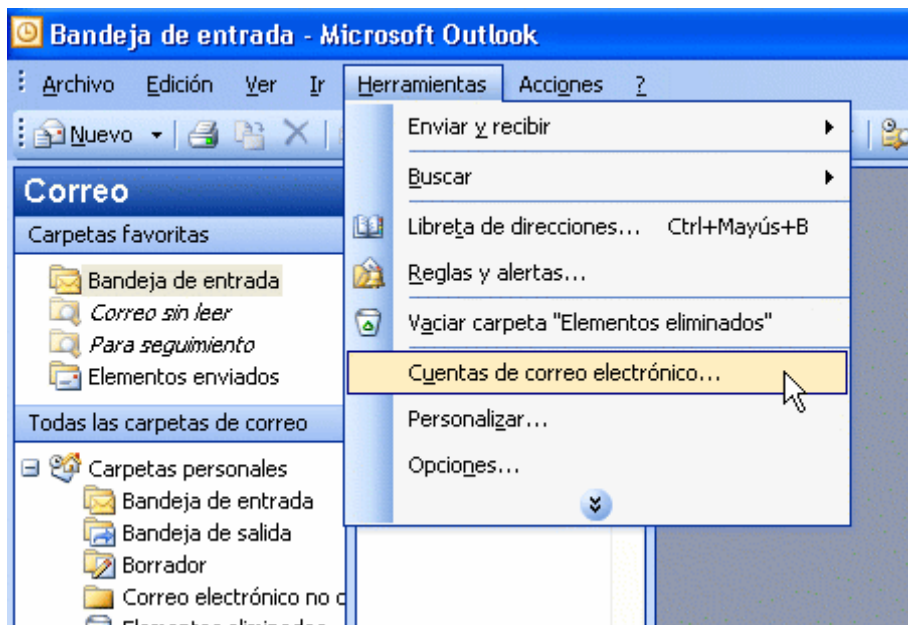 Bandeja de entrada - Microsoft Outlook
Archivo Edición Ver Ir Herramientas Acciones ?
Nuevo
Enviar y recibir
Buscar
Libreta de direcciones... Ctrl+Mayús+B
Reglas y alertas...
Vaciar carpeta "Elementos eliminados"
Cuentas de correo electrónico...
Personalizar...
Opciones...
Correo
Carpetas favoritas
Bandeja de entrada
Correo sin leer
Para seguimiento
Elementos enviados
Todas las carpetas de correo
Carpetas personales
Bandeja de entrada
Bandeja de salida
Borrador
Correo electrónico no